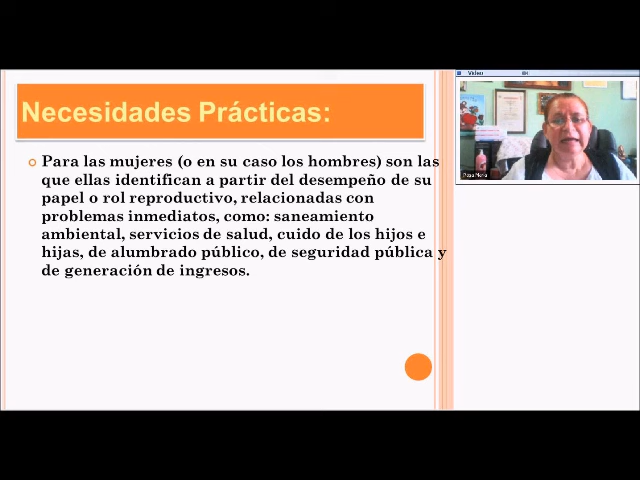 Necesidades Prácticas:
Para las mujeres (o en su caso los hombres) son las
que ellas identifican a partir del desempeño de su
papel o rol reproductivo, relacionadas con
problemas inmediatos, como: saneamiento
ambiental, servicios de salud, cuido de los hijos e
hijas, de alumbrado público, de seguridad pública y
de generación de ingresos.
Video